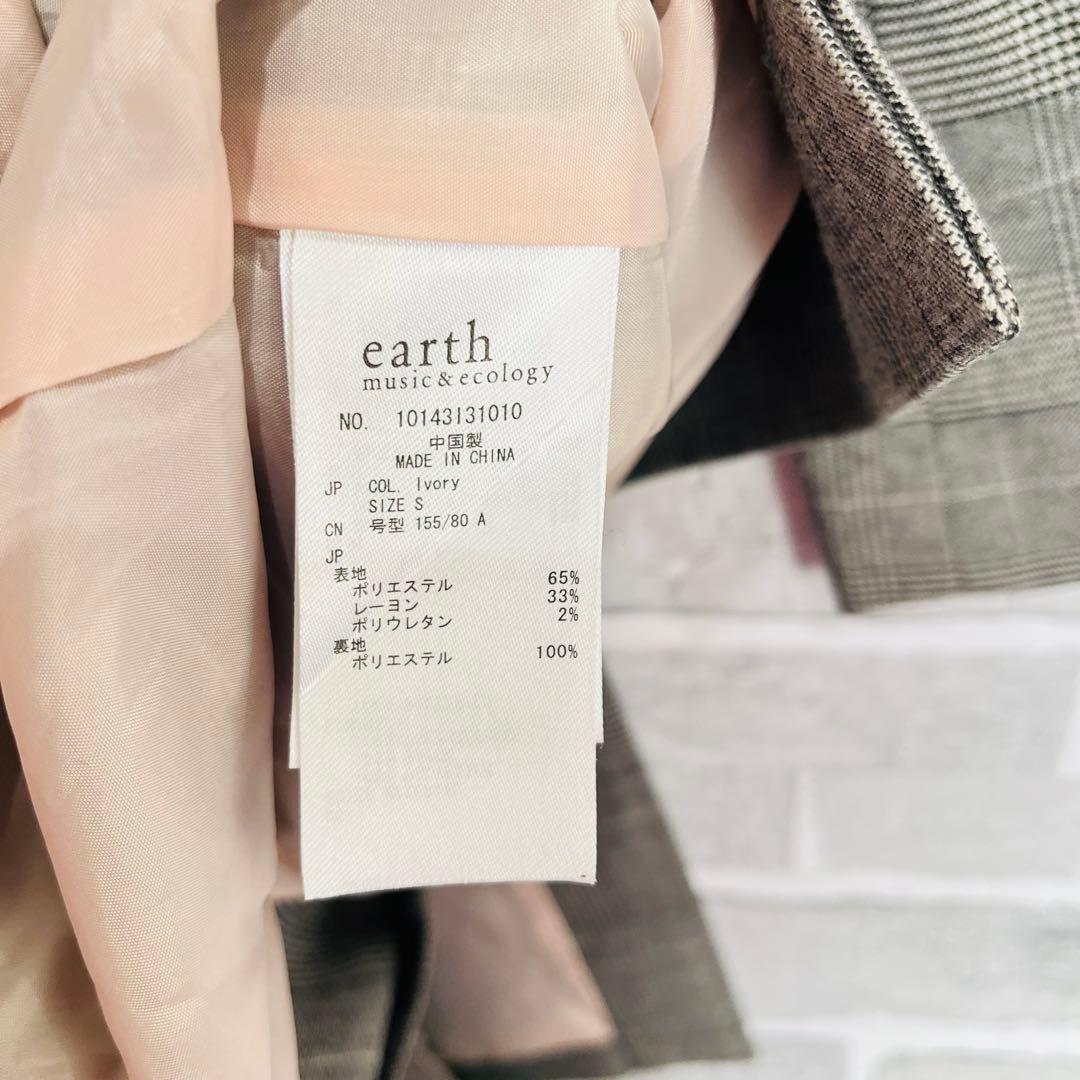 earth
music&ecology
NO. 10143131010
中国製
MADE IN CHINA
JP COL. Ivory
SIZE S
CN 号型 155/80 A
JP
表地
ポリエステル 65%
レーヨン 33%
ポリウレタン 2%
裏地
ポリエステル 100%